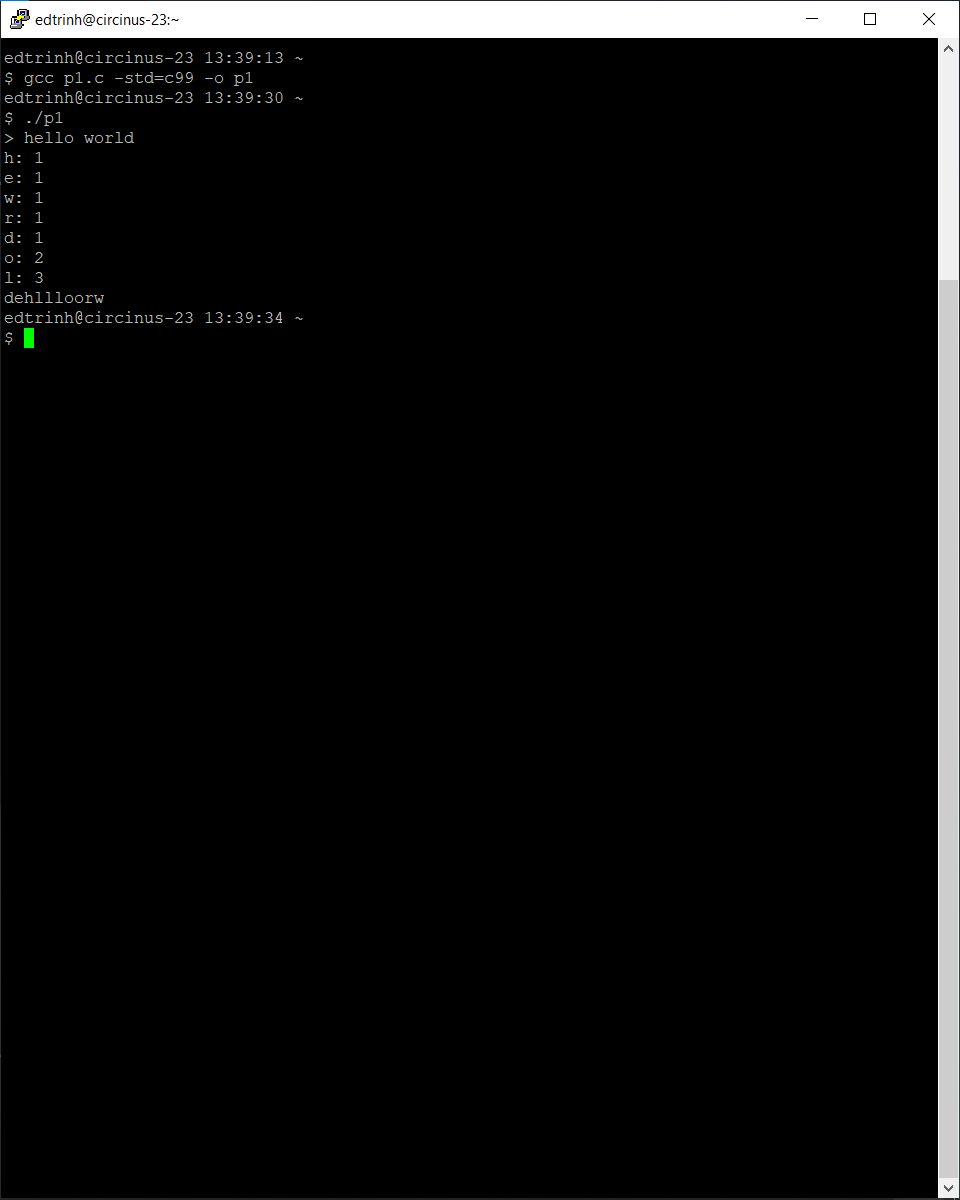 edtrinh@circinus-23:~
edtrinh@circinus-23 13:39:13 ~
$ gcc p1.c -std=c99 -o p1
edtrinh@circinus-23 13:39:30 ~
$ ./p1
> hello world
h: 1
e: 1
w: 1
r: 1
d: 1
o: 2
l: 3
dehllloorw
edtrinh@circinus-23 13:39:34 ~
$